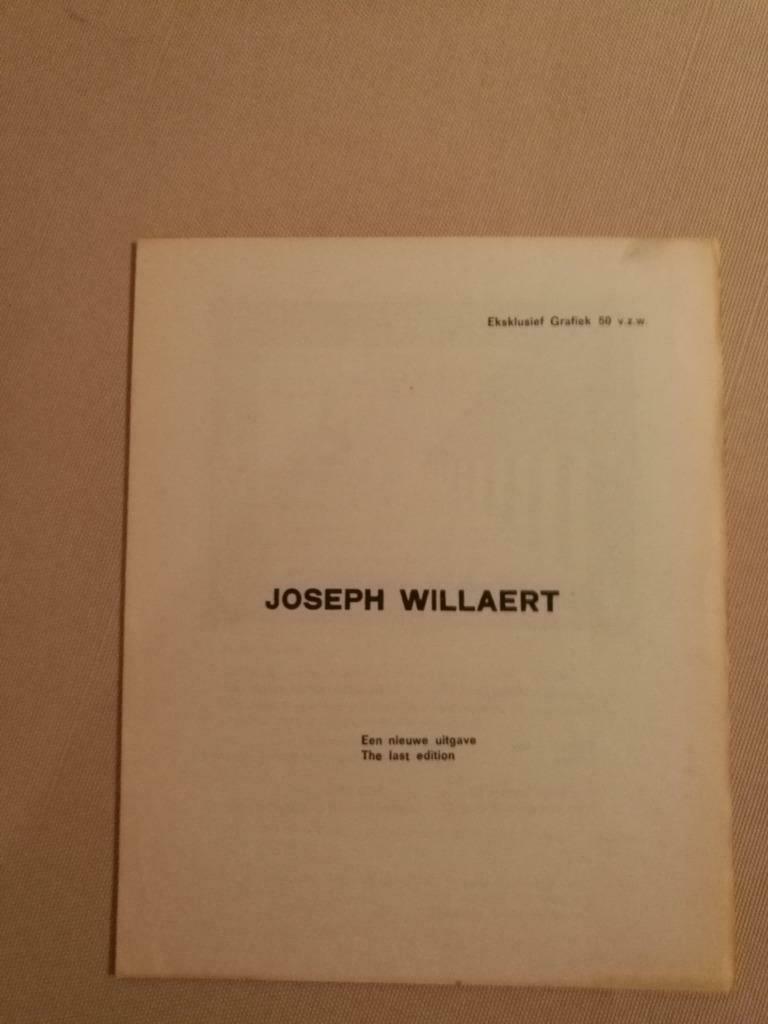 Eksklusief Grafiek 50 v.z.w.
JOSEPH WILLAERT
Een nieuwe uitgave
The last edition